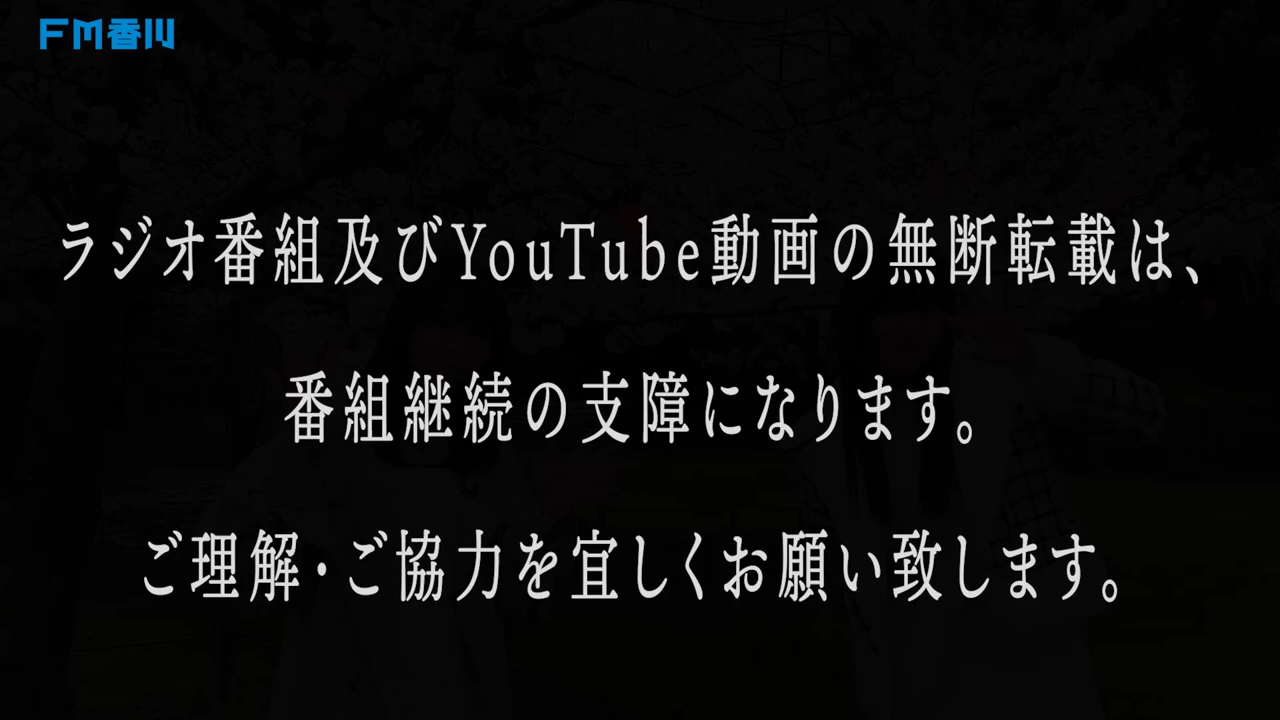 FM香川
ラジオ番組及びYouTube動画の無断転載は、
番組継続の支障になります。
ご理解・ご協力を宜しくお願い致します。